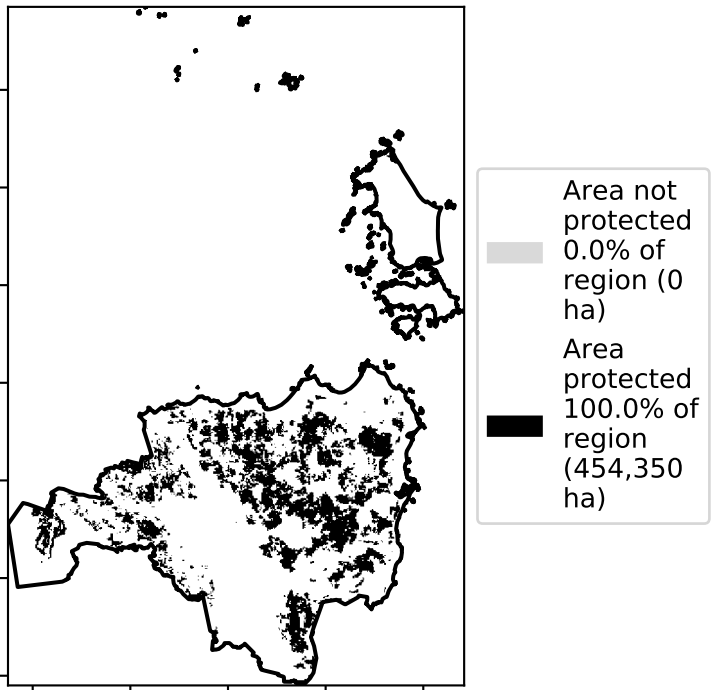 Area not
protected
0.0% of
region (0
ha)
Area
protected
100.0% of
region
(454,350
ha)